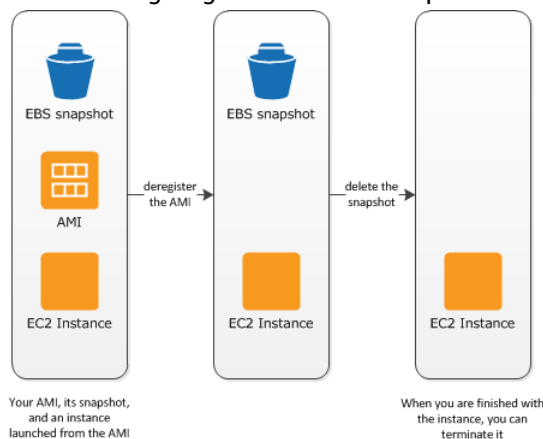 EBS snapshot
AMI
EC2 Instance
deregister
the AMI
EBS snapshot
EC2 Instance
delete the
snapshot
EC2 Instance
Your AMI, its snapshot,
and an instance
launched from the AMI
When you are finished with
the instance, you can
terminate it